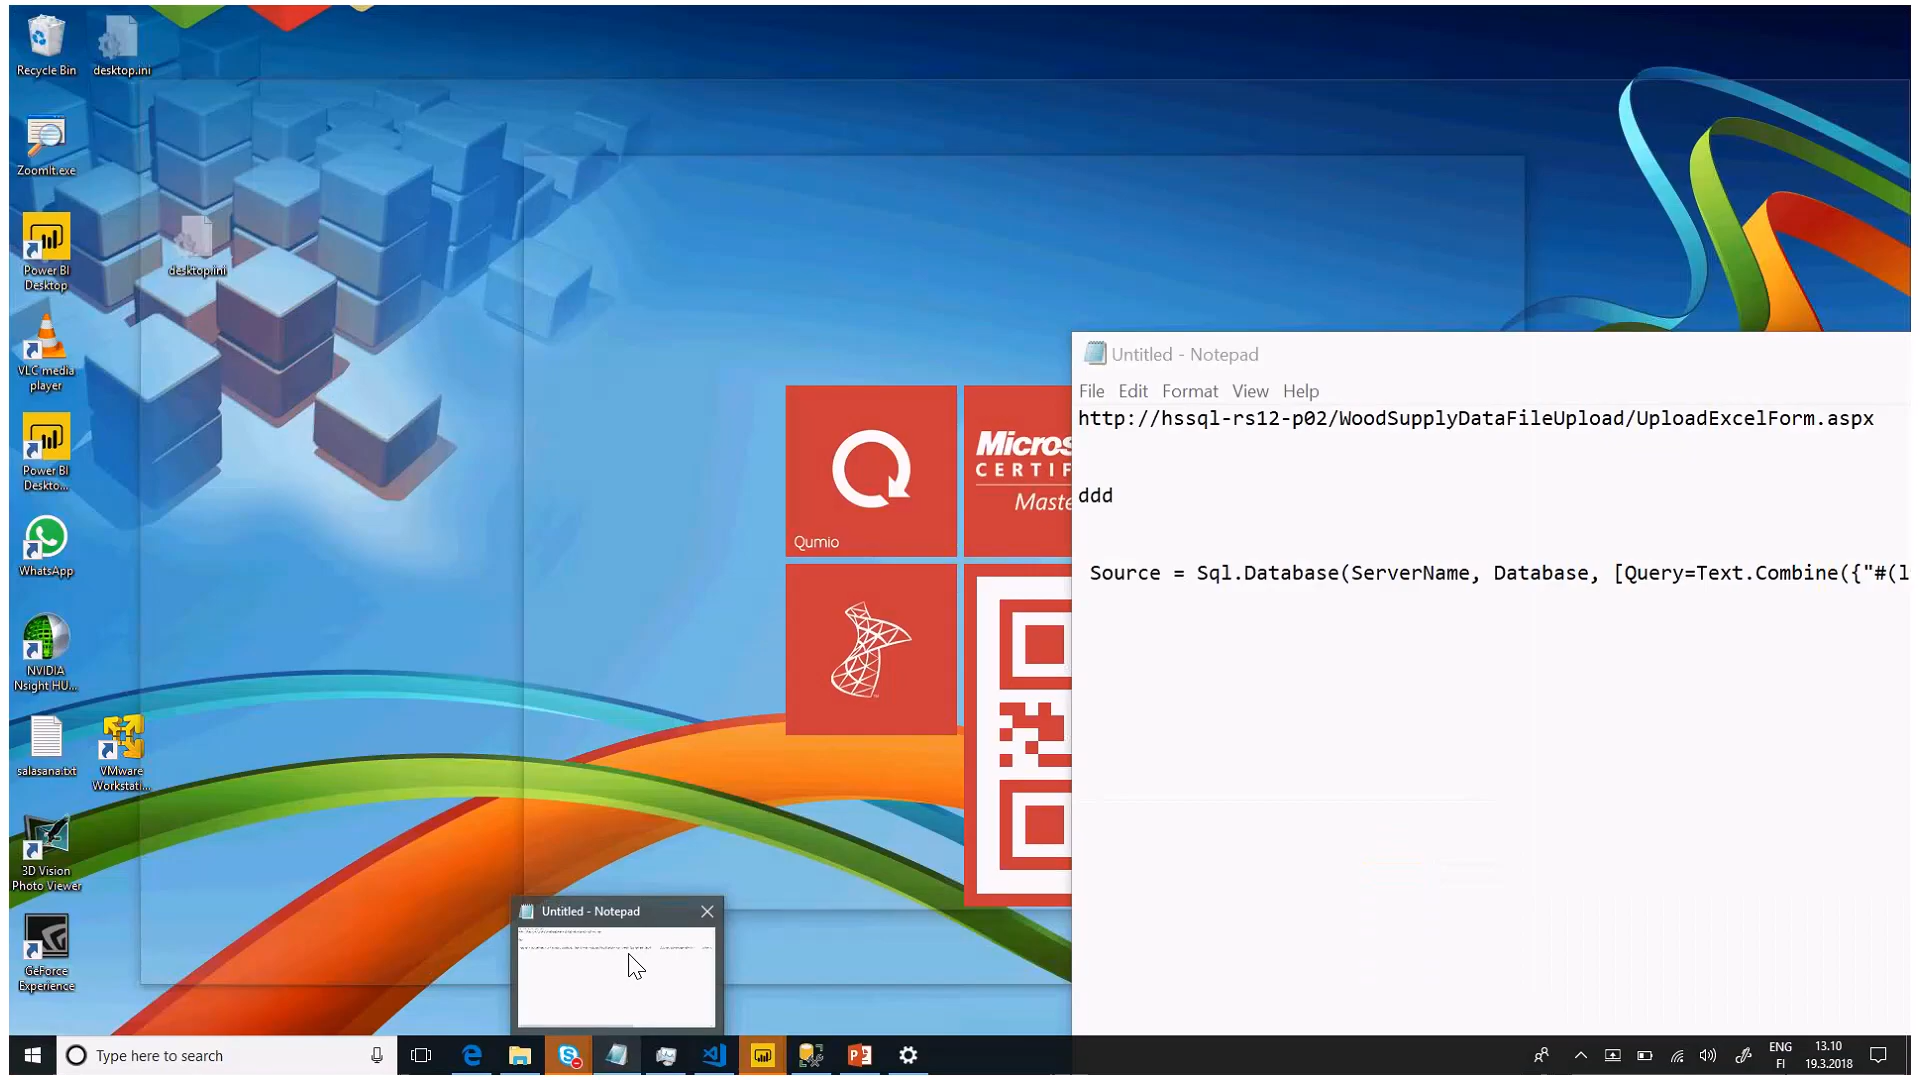 Recycle Bin
desktop.ini
ZoomIt.exe
Power BI
Desktop
desktop.ini
VLC media
player
Power BI
Deskto...
WhatsApp
NVIDIA
Nsight HU...
salasana.txt
VMware
Workstati...
3D Vision
Photo Viewer
GeForce
Experience
Qumio
Micros
CERTIF
Maste
Untitled - Notepad
File Edit Format View Help
http://hssql-rs12-p02/WoodSupplyDataFileUpload/UploadExcelForm.aspx
ddd
Source = Sql.Database(ServerName, Database, [Query=Text.Combine({"#(l
Untitled - Notepad
Type here to search
ENG
FI
13.10
19.3.2018